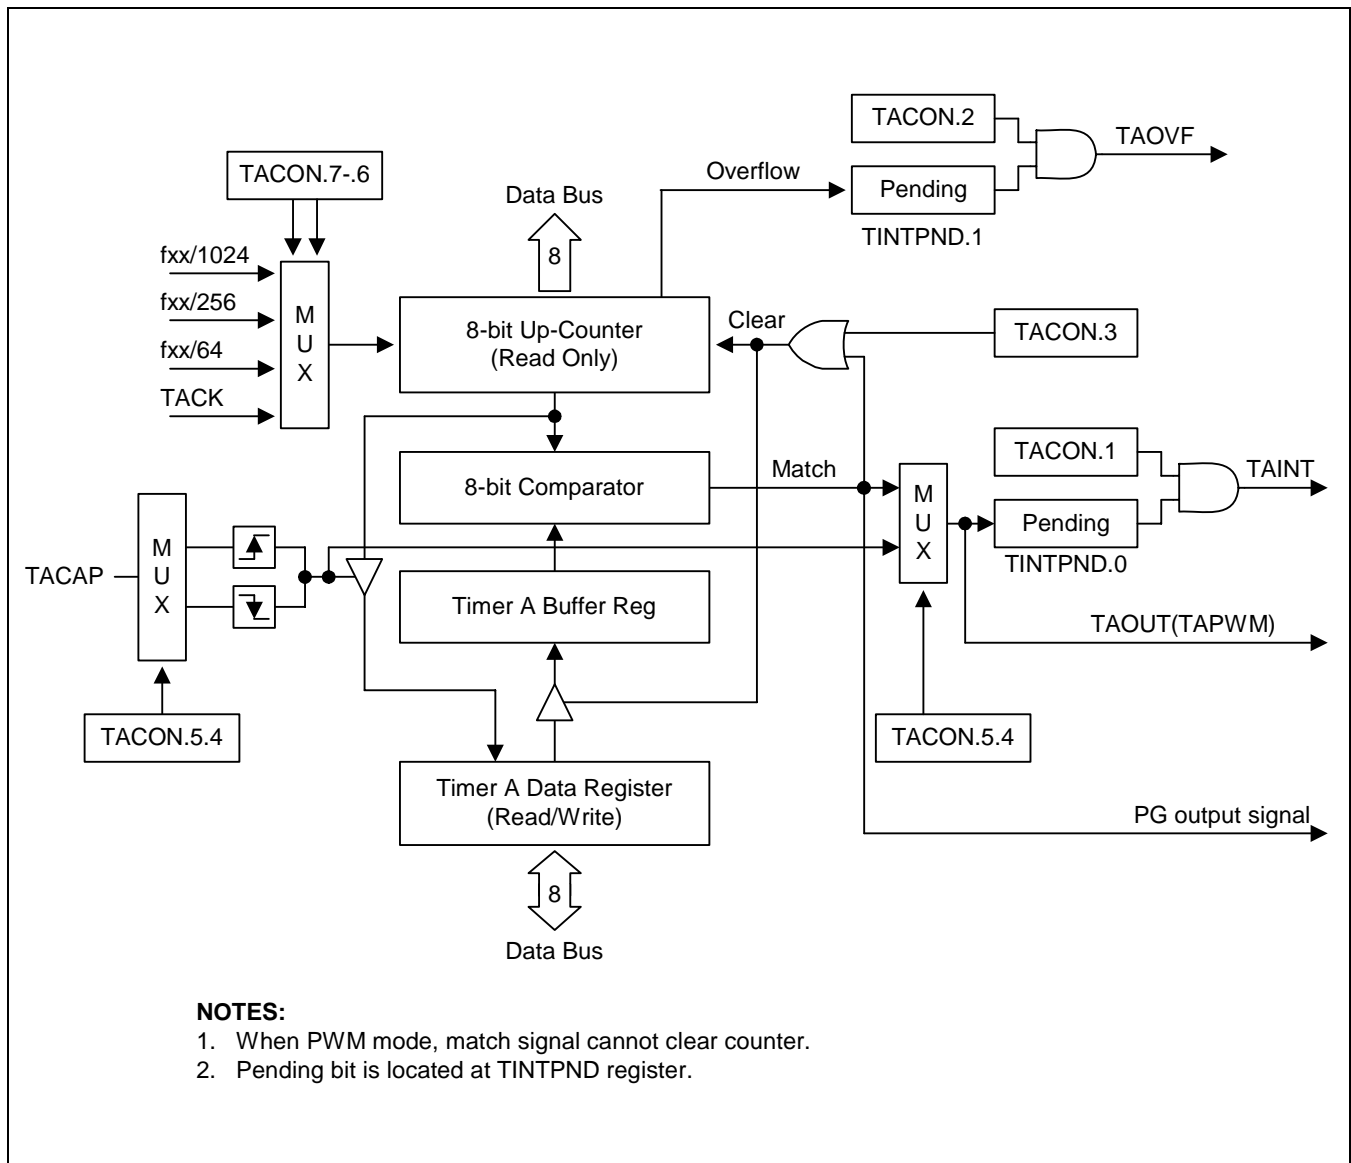 TACON.2
TAOVF
TACON.7-.6
Overflow
Pending
Data Bus
TINTPND.1
fxx/1024
8
fxx/256
M
U
X
8-bit Up-Counter
(Read Only)
Clear
TACON.3
fxx/64
TACK
TACON.1
TAINT
Match
8-bit Comparator
M
U
X
Pending
TINTPND.0
M
U
X
TACAP
Timer A Buffer Reg
TAOUT(TAPWM)
TACON.5.4
TACON.5.4
Timer A Data Register
(Read/Write)
PG output signal
8
Data Bus
NOTES:
1. When PWM mode, match signal cannot clear counter.
2. Pending bit is located at TINTPND register.